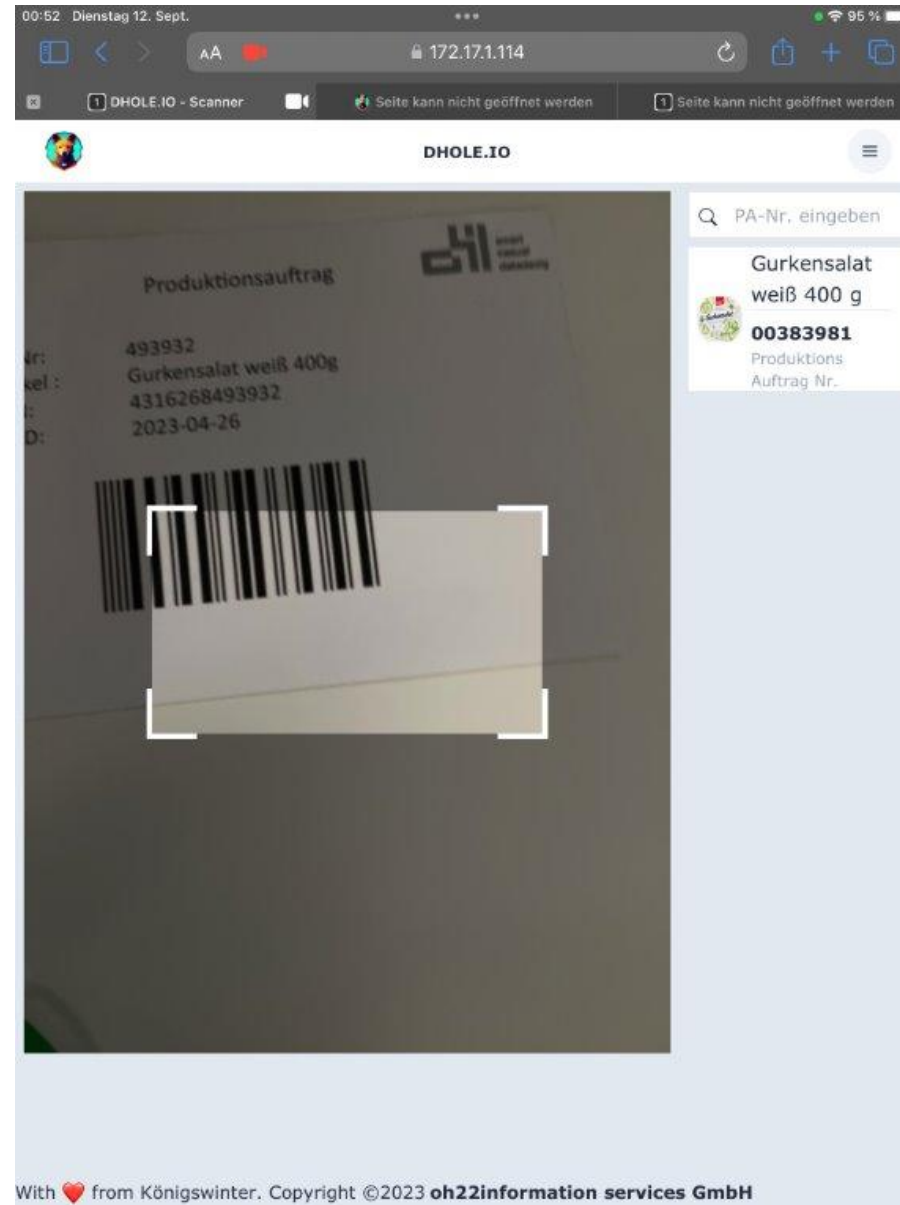 00:52 Dienstag 12. Sept.
95 %
AA
172.17.1.114
1 DHOLE.IO - Scanner
Seite kann nicht geöffnet werden
1 Seite kann nicht geöffnet werden
DHOLE.IO
PA-Nr. eingeben
Gurkensalat
weiß 400 g
00383981
Produktions
Auftrag Nr.
Produktionsauftrag
Nr: 493932
kel : Gurkensalat weiß 400g
: 4316268493932
D: 2023-04-26
With ❤️ from Königswinter. Copyright ©2023 oh22information services GmbH